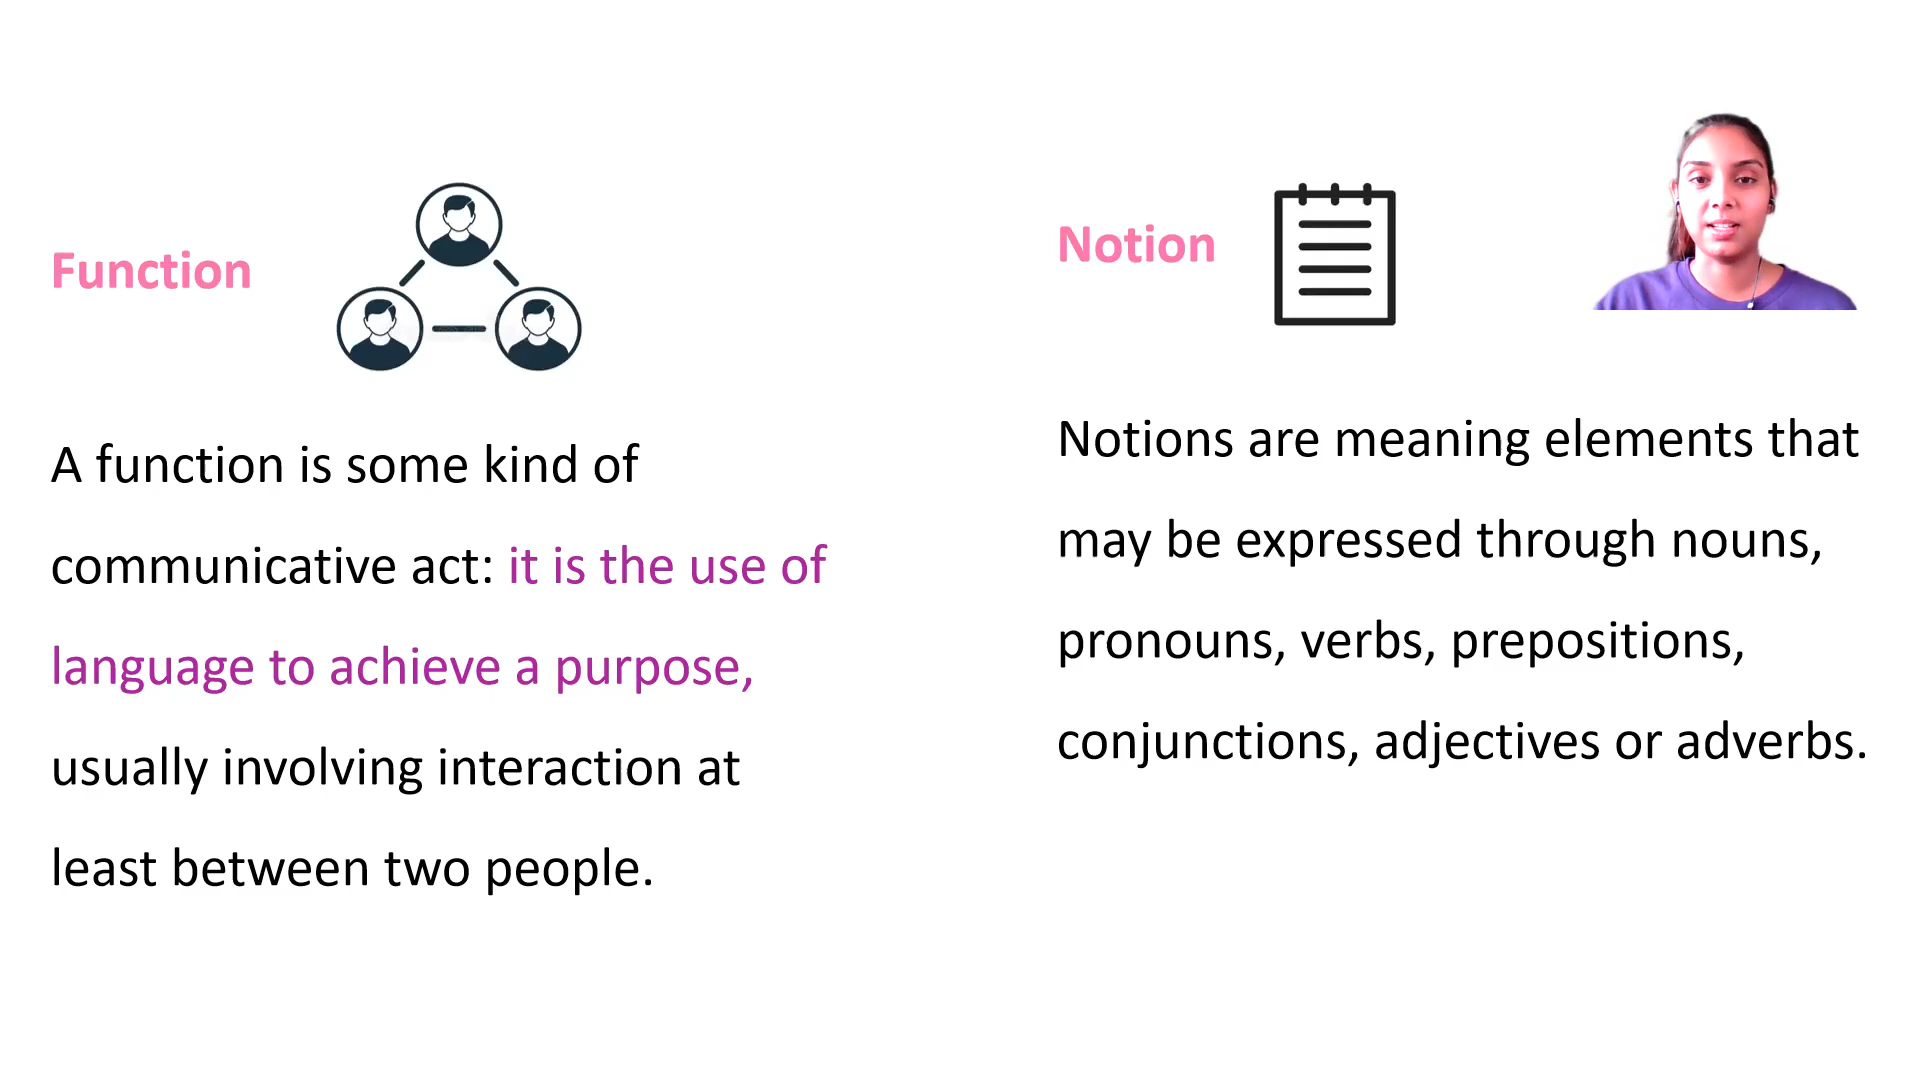 Function
A function is some kind of
communicative act: it is the use of
language to achieve a purpose,
usually involving interaction at
least between two people.
Notion
Notions are meaning elements that
may be expressed through nouns,
pronouns, verbs, prepositions,
conjunctions, adjectives or adverbs.